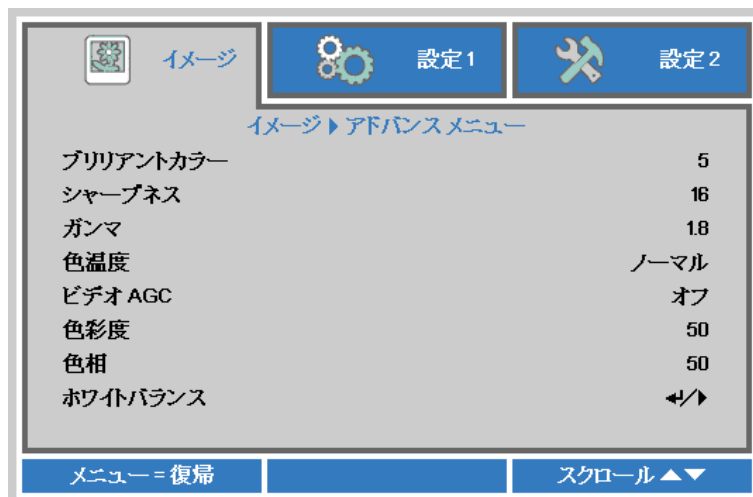 イメージ 設定1 設定2
イメージ▶アドバンスメニュー
ブリリアントカラー 5
シャープネス 16
ガンマ 1.8
色温度 ノーマル
ビデオ AGC オフ
色彩度 50
色相 50
ホワイトバランス ↵/▶
メニュー = 復帰 スクロール ▲▼